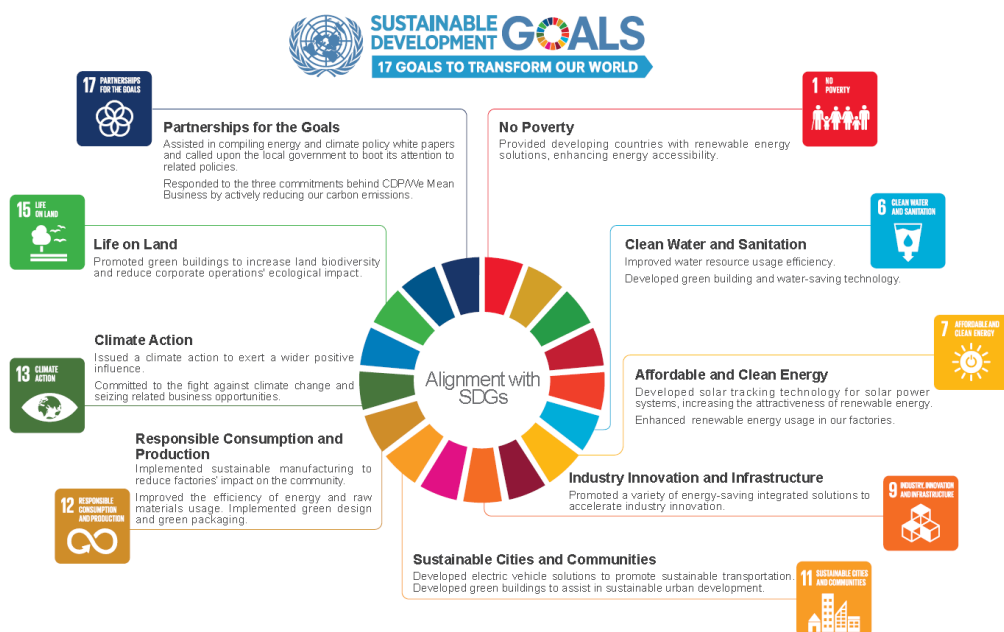 SUSTAINABLE
DEVELOPMENT
GOALS
17 GOALS TO TRANSFORM OUR WORLD
17 PARTNERSHIPS
FOR THE GOALS
Partnerships for the Goals
Assisted in compiling energy and climate policy white papers
and called upon the local government to boot its attention to
related policies.
Responded to the three commitments behind CDP/We Mean
Business by actively reducing our carbon emissions.
1 NO
POVERTY
No Poverty
Provided developing countries with renewable energy
solutions, enhancing energy accessibility.
15 LIFE
ON LAND
Life on Land
Promoted green buildings to increase land biodiversity
and reduce corporate operations' ecological impact.
6 CLEAN WATER
AND SANITATION
Clean Water and Sanitation
Improved water resource usage efficiency.
Developed green building and water-saving technology.
13 CLIMATE
ACTION
Climate Action
Issued a climate action to exert a wider positive
influence.
Committed to the fight against climate change and
seizing related business opportunities.
Alignment with
SDGs
7 AFFORDABLE AND
CLEAN ENERGY
Affordable and Clean Energy
Developed solar tracking technology for solar power
systems, increasing the attractiveness of renewable energy.
Enhanced renewable energy usage in our factories.
12 RESPONSIBLE
CONSUMPTION
AND PRODUCTION
Responsible Consumption and
Production
Implemented sustainable manufacturing to
reduce factories' impact on the community.
Improved the efficiency of energy and raw
materials usage. Implemented green design
and green packaging.
9 INDUSTRY, INNOVATION
AND INFRASTRUCTURE
Industry Innovation and Infrastructure
Promoted a variety of energy-saving integrated solutions to
accelerate industry innovation.
11 SUSTAINABLE CITIES
AND COMMUNITIES
Sustainable Cities and Communities
Developed electric vehicle solutions to promote sustainable transportation.
Developed green buildings to assist in sustainable urban development.